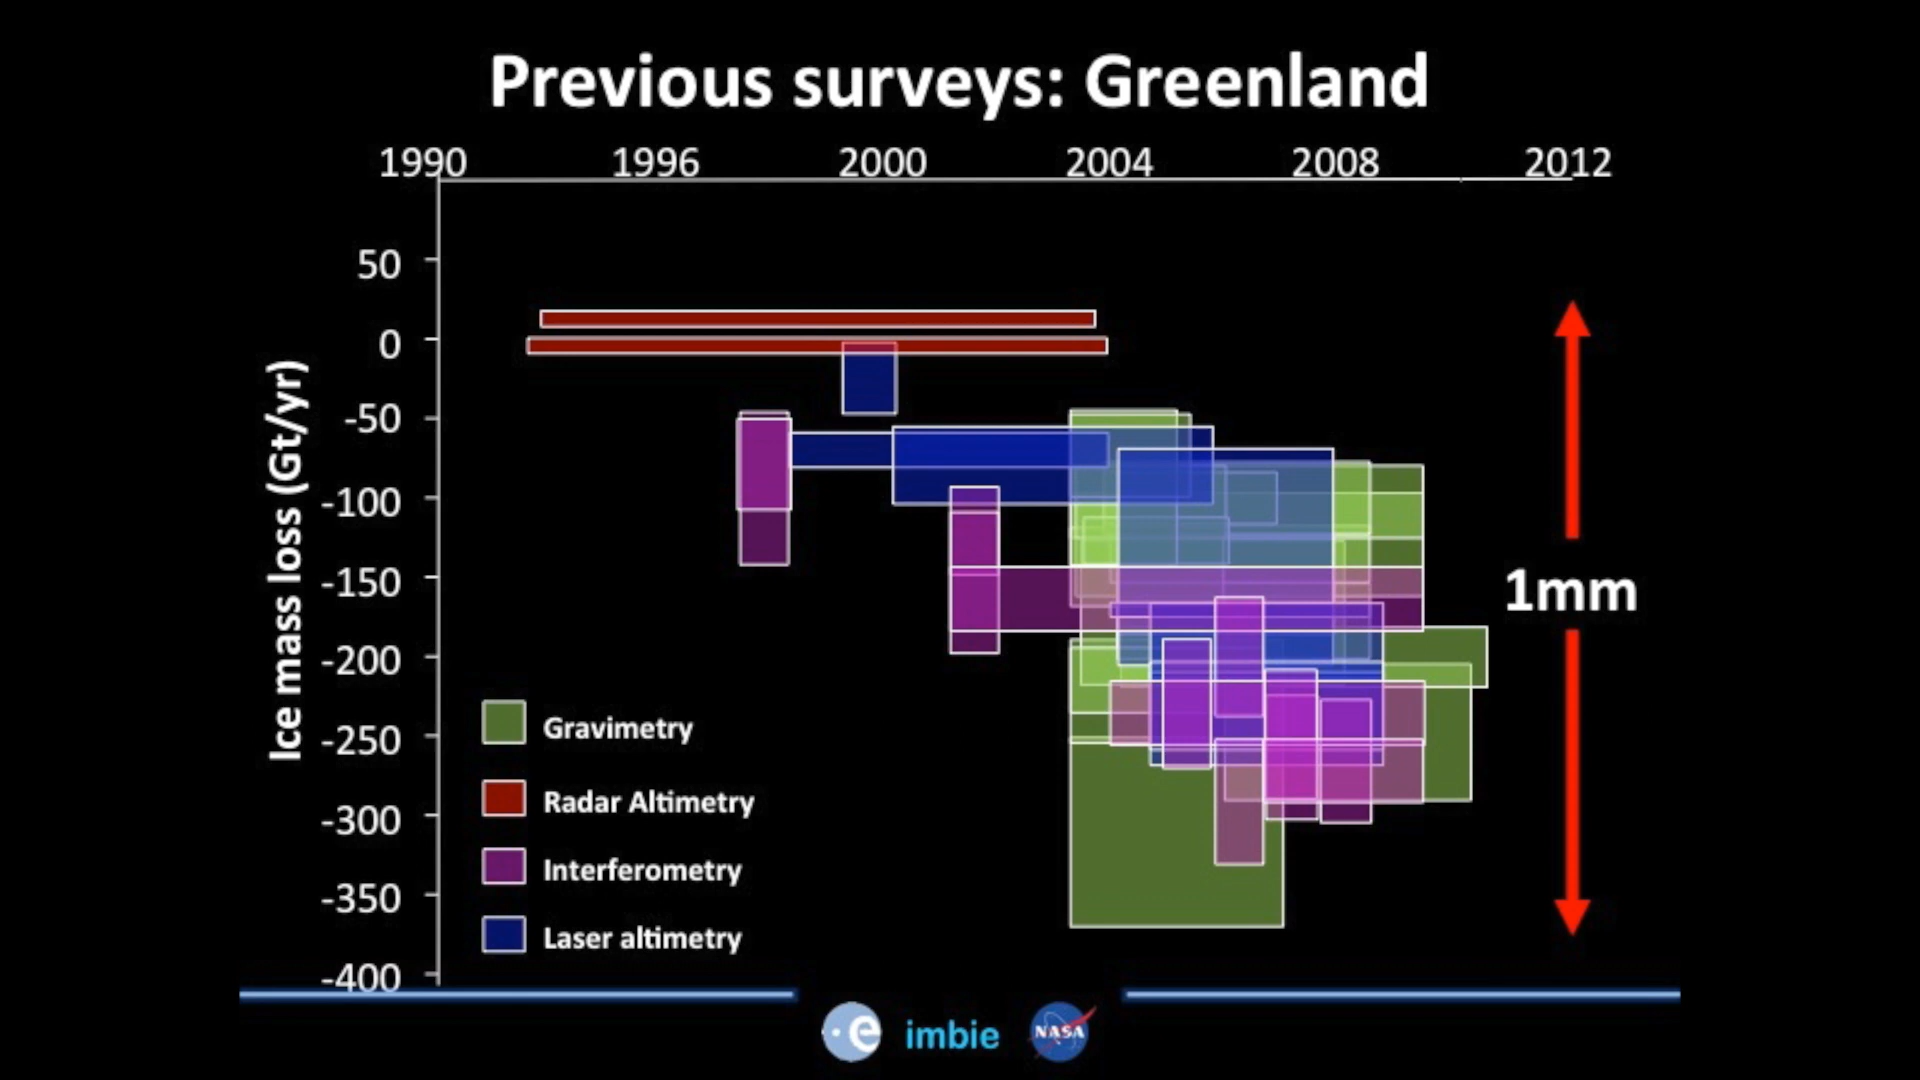 Previous surveys: Greenland
1990 1996 2000 2004 2008 2012
50
0
-50
-100
-150
-200
-250
-300
-350
-400
Ice mass loss (Gt/yr)
1mm
Gravimetry
Radar Altimetry
Interferometry
Laser altimetry
e imbie NASA